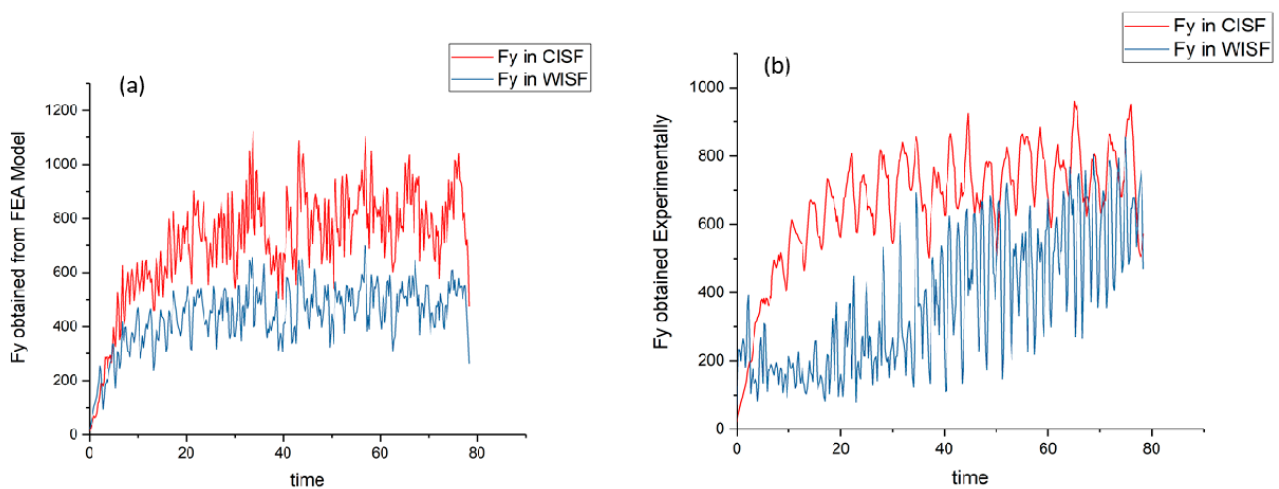 (a)
Fy in CISF
Fy in WISF
Fy obtained from FEA Model
1200
1000
800
600
400
200
0
0 20 40 60 80
time
(b)
Fy in CISF
Fy in WISF
Fy obtained Experimentally
1000
800
600
400
200
0
0 20 40 60 80
time